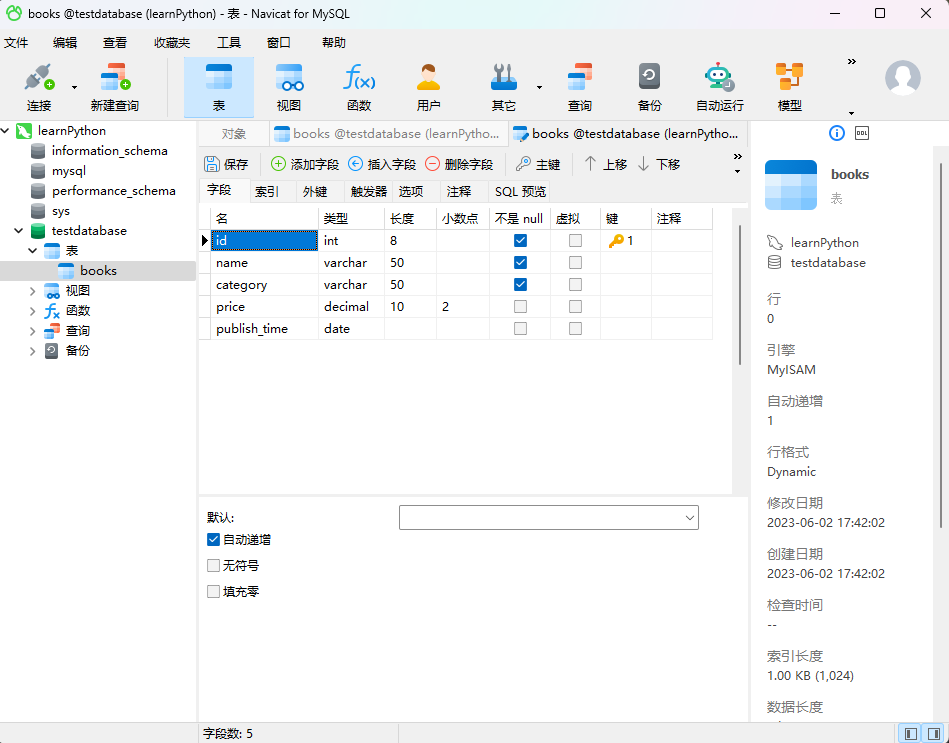 books @testdatabase (learnPython) - 表 - Navicat for MySQL
文件 编辑 查看 收藏夹 工具 窗口 帮助
连接 新建查询 表 视图 函数 用户 其它 查询 备份 自动运行 模型
learnPython
information_schema
mysql
performance_schema
sys
testdatabase
表
books
视图
函数
查询
备份
对象 books @testdatabase (learnPytho... books @testdatabase (learnPytho...
保存 添加字段 插入字段 删除字段 主键 上移 下移
字段 索引 外键 触发器 选项 注释 SQL 预览
名 类型 长度 小数点 不是 null 虚拟 键 注释
id int 8 1
name varchar 50
category varchar 50
price decimal 10 2
publish_time date
默认:
自动递增
无符号
填充零
DDL
books
表
learnPython
testdatabase
行
0
引擎
MyISAM
自动递增
1
行格式
Dynamic
修改日期
2023-06-02 17:42:02
创建日期
2023-06-02 17:42:02
检查时间
--
索引长度
1.00 KB (1,024)
数据长度
字段数: 5